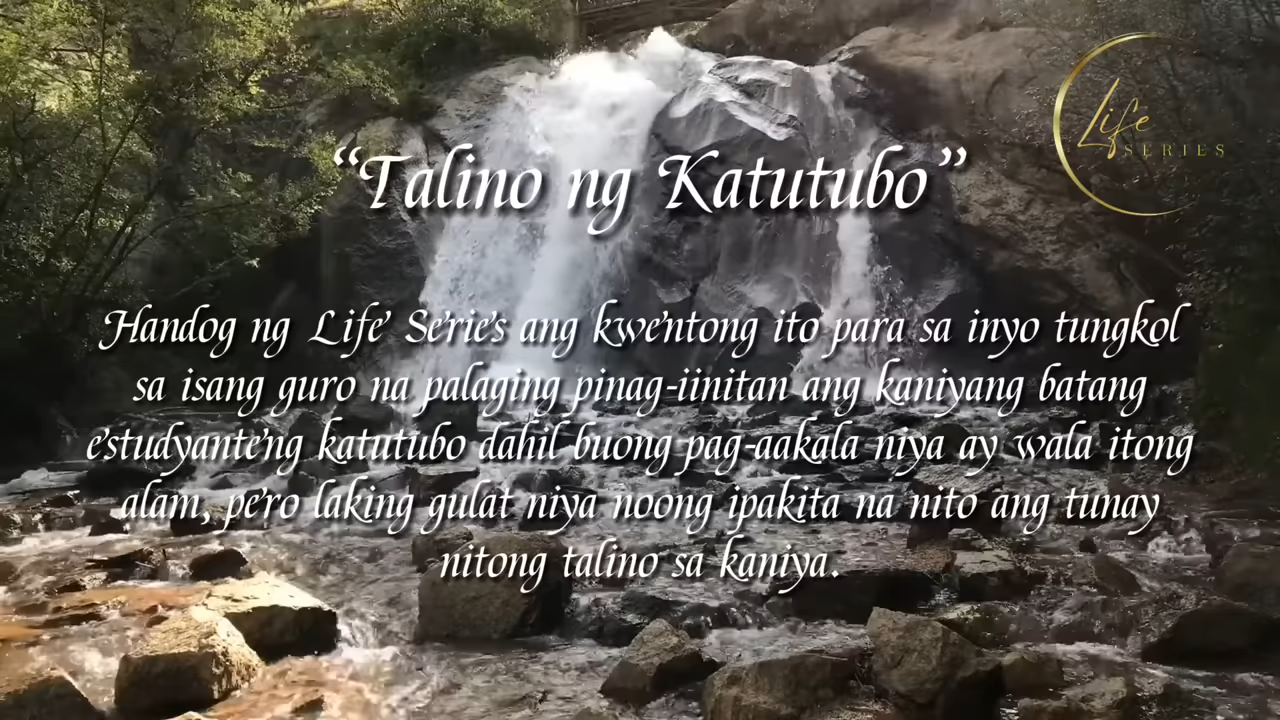 “Talino ng Katutubo”
Life
SERIES
Handog ng Life Series ang kwentong ito para sa inyo tungkol
sa isang guro na palaging pinag-iinitan ang kaniyang batang
estudyanteng katutubo dahil buong pag-aakala niya ay wala itong
alam, pero laking gulat niya noong ipakita na nito ang tunay
nitong talino sa kaniya.